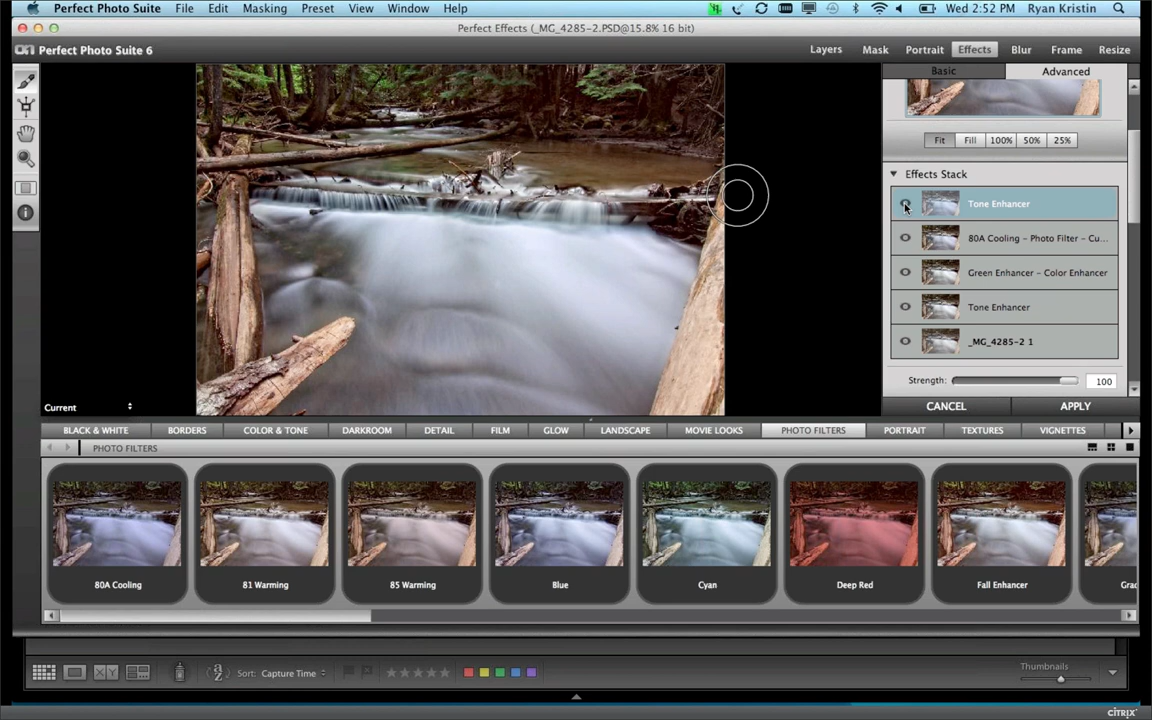 Perfect Photo Suite File Edit Masking Preset View Window Help Wed 2:52 PM Ryan Kristin
Perfect Effects (_MG_4285-2.PSD@15.8% 16 bit)
on Perfect Photo Suite 6 Layers Mask Portrait Effects Blur Frame Resize
Basic Advanced
Fit Fill 100% 50% 25%
Effects Stack
Tone Enhancer
80A Cooling – Photo Filter – Cu...
Green Enhancer – Color Enhancer
Tone Enhancer
_MG_4285-2 1
Strength: 100
Current
CANCEL APPLY
BLACK & WHITE BORDERS COLOR & TONE DARKROOM DETAIL FILM GLOW LANDSCAPE MOVIE LOOKS PHOTO FILTERS PORTRAIT TEXTURES VIGNETTES
PHOTO FILTERS
80A Cooling 81 Warming 85 Warming Blue Cyan Deep Red Fall Enhancer Grac
XY AZ Sort: Capture Time Thumbnails
CITRIX